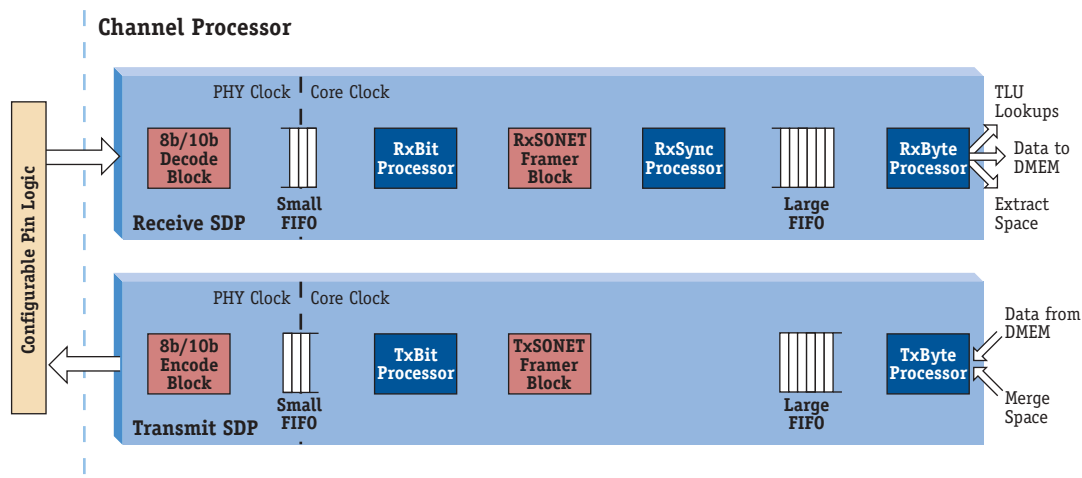 Channel Processor
Configurable Pin Logic
PHY Clock
Core Clock
8b/10b
Decode
Block
Small
FIFO
RxBit
Processor
RxSONET
Framer
Block
RxSync
Processor
Large
FIFO
RxByte
Processor
TLU
Lookups
Data to
DMEM
Extract
Space
Receive SDP
PHY Clock
Core Clock
8b/10b
Encode
Block
Small
FIFO
TxBit
Processor
TxSONET
Framer
Block
Large
FIFO
TxByte
Processor
Data from
DMEM
Merge
Space
Transmit SDP